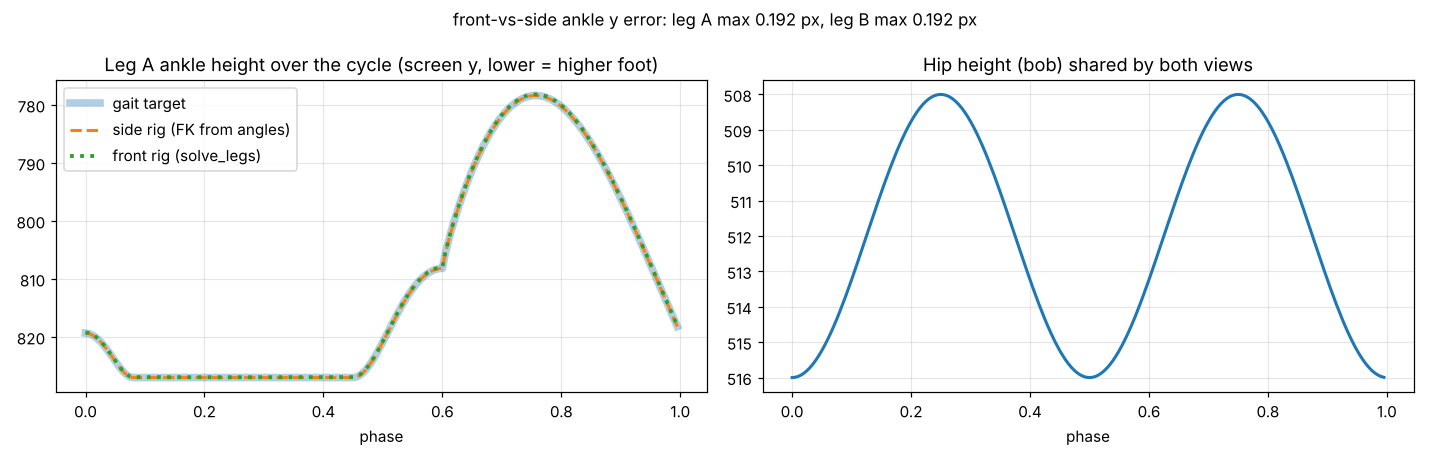 front-vs-side ankle y error: leg A max 0.192 px, leg B max 0.192 px
Leg A ankle height over the cycle (screen y, lower = higher foot)
gait target
side rig (FK from angles)
front rig (solve_legs)
780
790
800
810
820
0.0 0.2 0.4 0.6 0.8 1.0
phase
Hip height (bob) shared by both views
508
509
510
511
512
513
514
515
516
0.0 0.2 0.4 0.6 0.8 1.0
phase